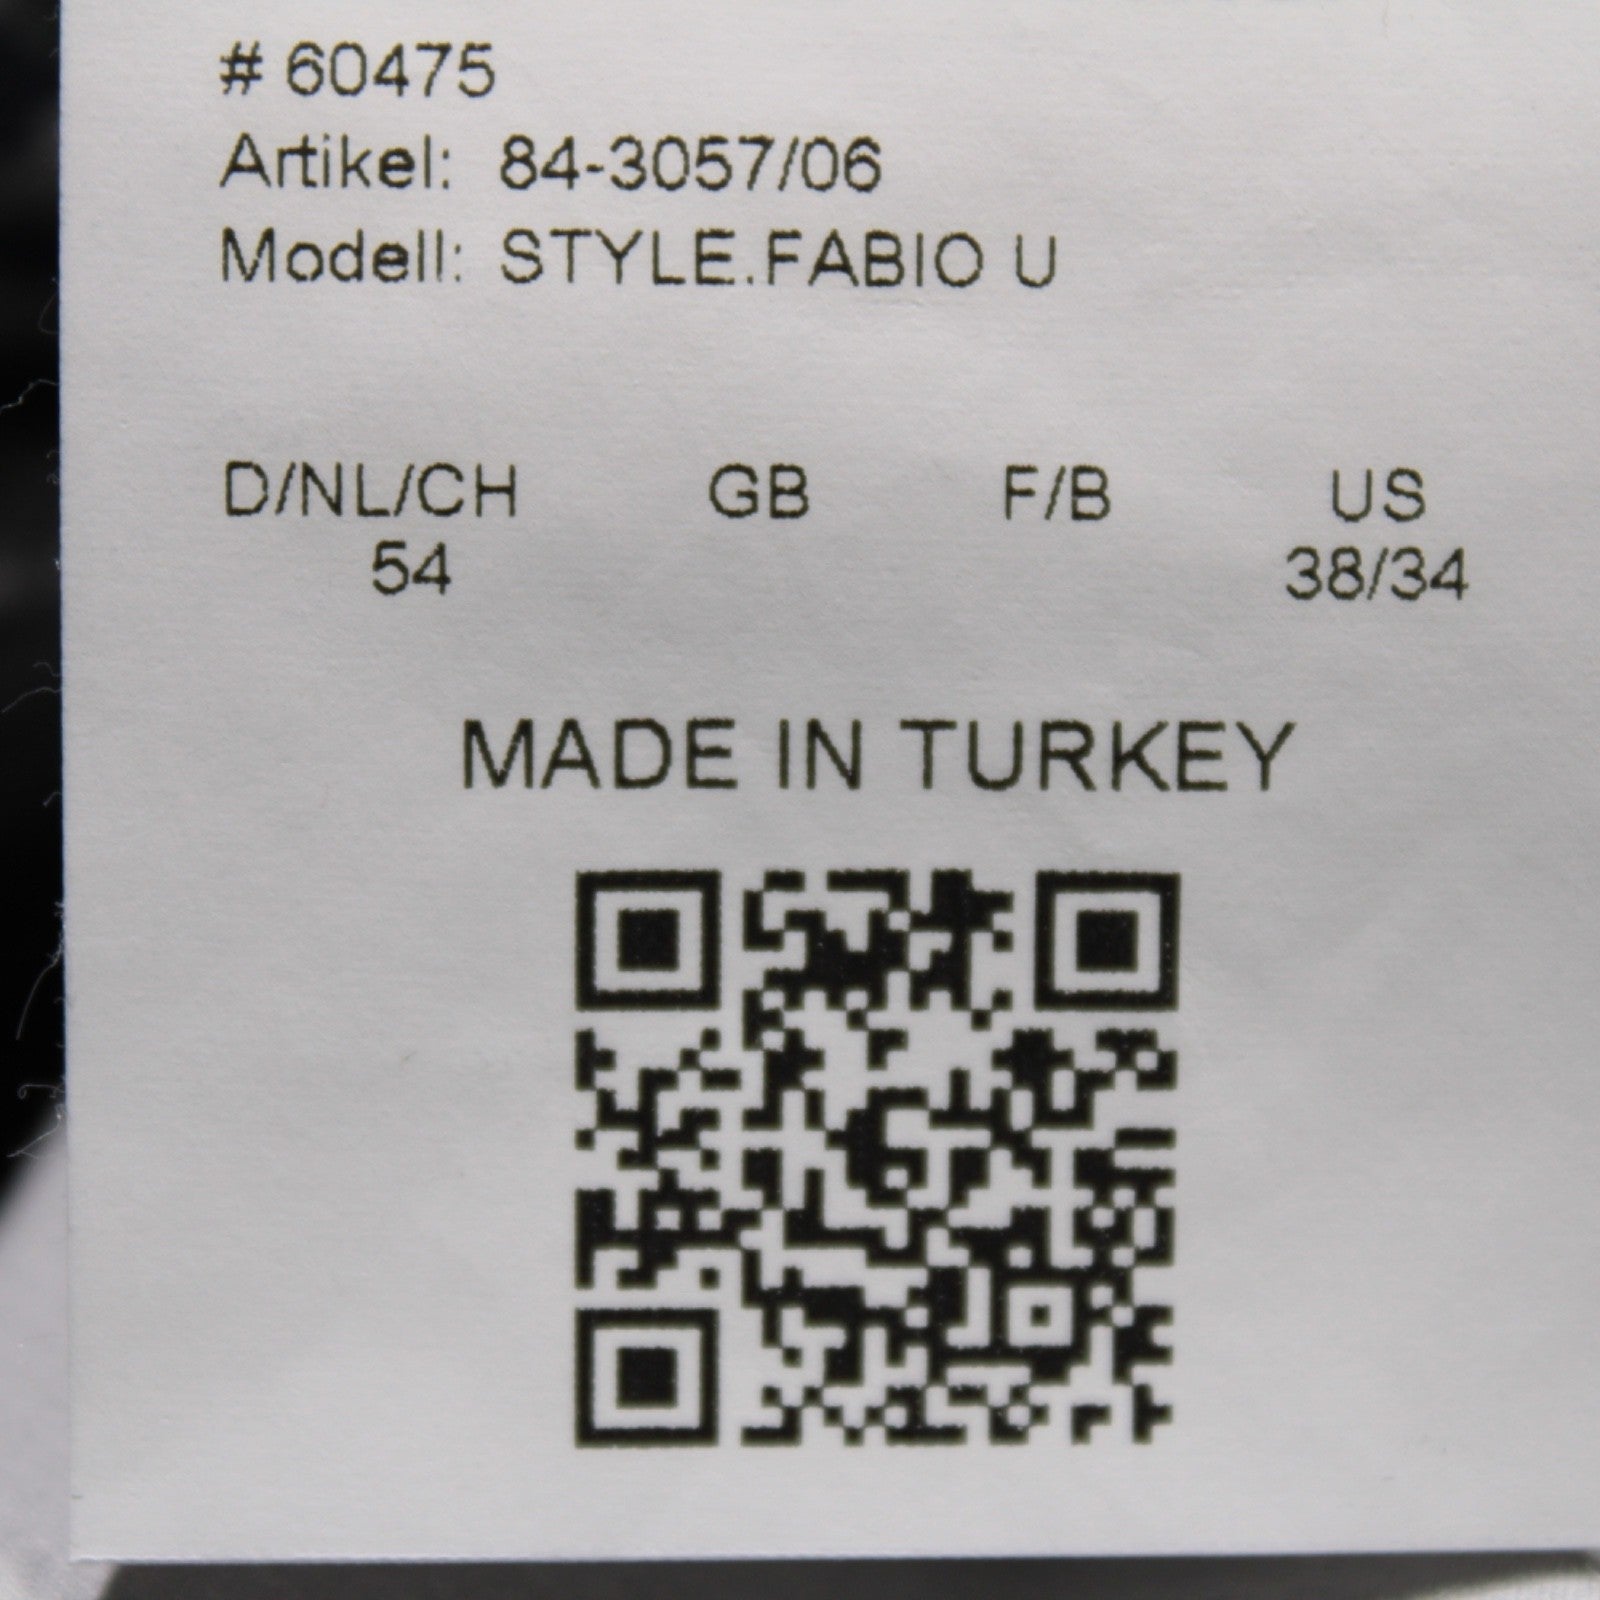 # 60475
Artikel: 84-3057/06
Modell: STYLE.FABIO U
D/NL/CH GB F/B US
54 38/34
MADE IN TURKEY